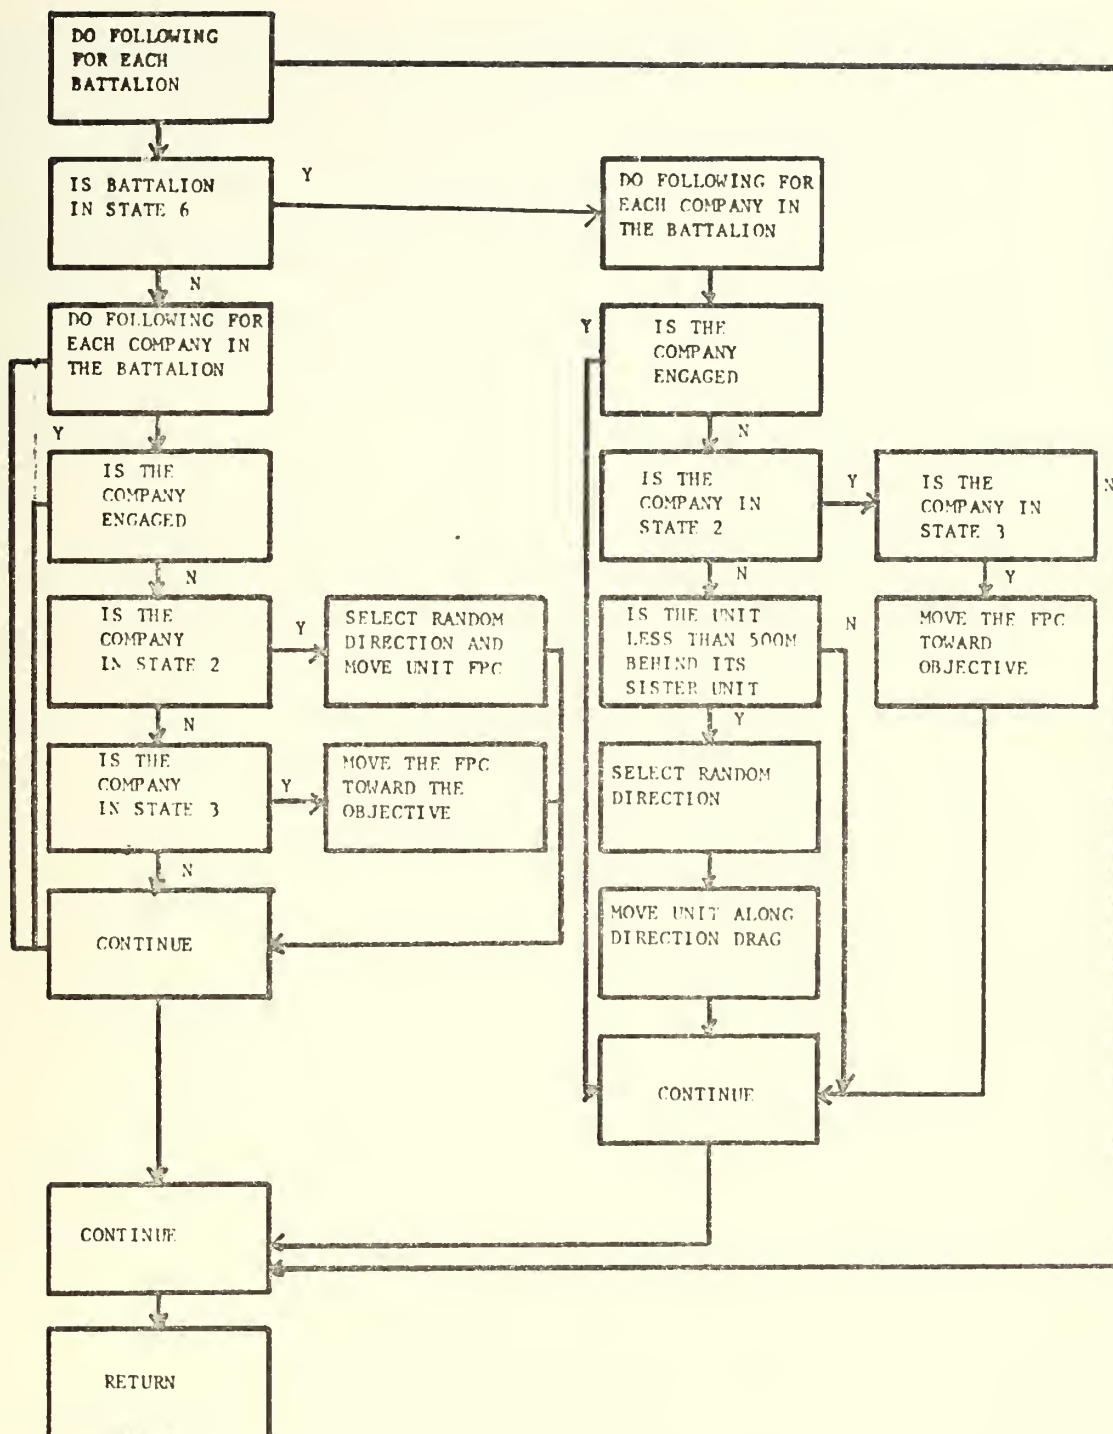 DO FOLLOWING
FOR EACH
BATTALION
IS BATTALION
IN STATE 6
Y
N
DO FOLLOWING FOR
EACH COMPANY IN
THE BATTALION
Y
IS THE
COMPANY
ENGAGED
N
IS THE
COMPANY
IN STATE 2
Y
SELECT RANDOM
DIRECTION AND
MOVE UNIT FPC
N
IS THE
COMPANY
IN STATE 3
Y
MOVE THE FPC
TOWARD THE
OBJECTIVE
N
CONTINUE
DO FOLLOWING FOR
EACH COMPANY IN
THE BATTALION
Y
IS THE
COMPANY
ENGAGED
N
IS THE
COMPANY IN
STATE 2
Y
IS THE
COMPANY IN
STATE 3
N
Y
MOVE THE FPC
TOWARD
OBJECTIVE
N
IS THE UNIT
LESS THAN 500M
BEHIND ITS
SISTER UNIT
N
Y
SELECT RANDOM
DIRECTION
MOVE UNIT ALONG
DIRECTION DRAG
CONTINUE
CONTINUE
RETURN